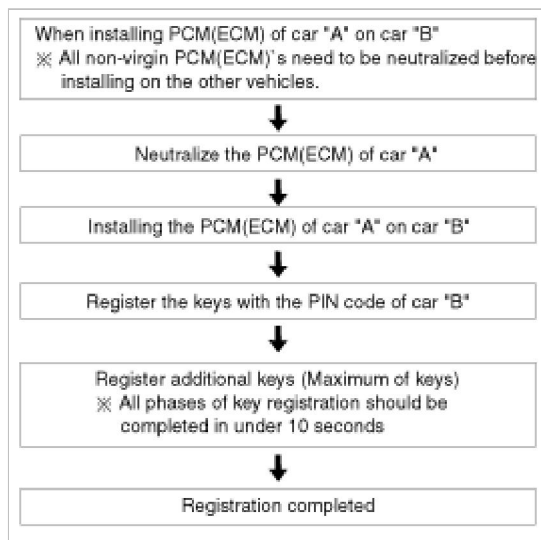 When installing PCM(ECM) of car "A" on car "B"
※ All non-virgin PCM(ECM)`s need to be neutralized before
installing on the other vehicles.
Neutralize the PCM(ECM) of car "A"
Installing the PCM(ECM) of car "A" on car "B"
Register the keys with the PIN code of car "B"
Register additional keys (Maximum of keys)
※ All phases of key registration should be
completed in under 10 seconds
Registration completed